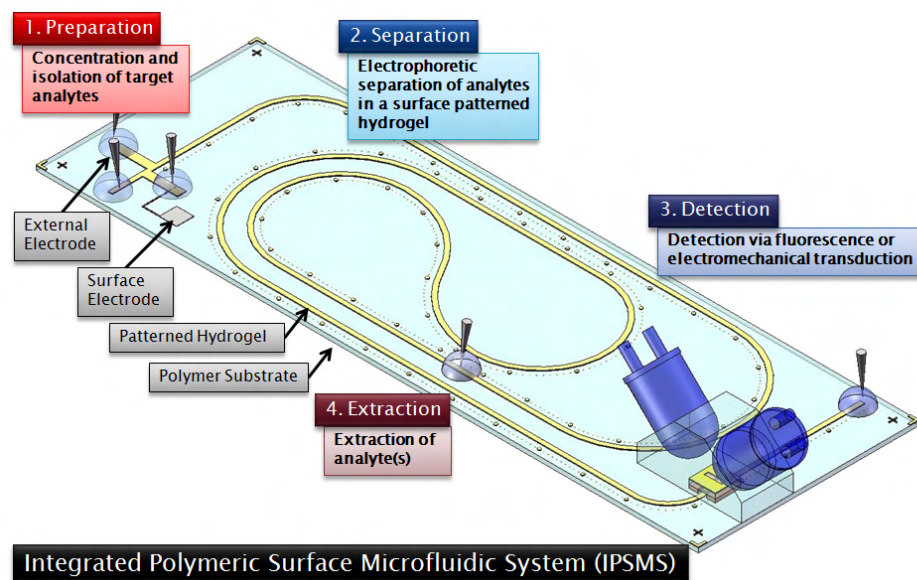 1. Preparation
Concentration and
isolation of target
analytes
2. Separation
Electrophoretic
separation of analytes
in a surface patterned
hydrogel
3. Detection
Detection via fluorescence or
electromechanical transduction
External
Electrode
Surface
Electrode
Patterned Hydrogel
Polymer Substrate
4. Extraction
Extraction of
analyte(s)
Integrated Polymeric Surface Microfluidic System (IPSMS)